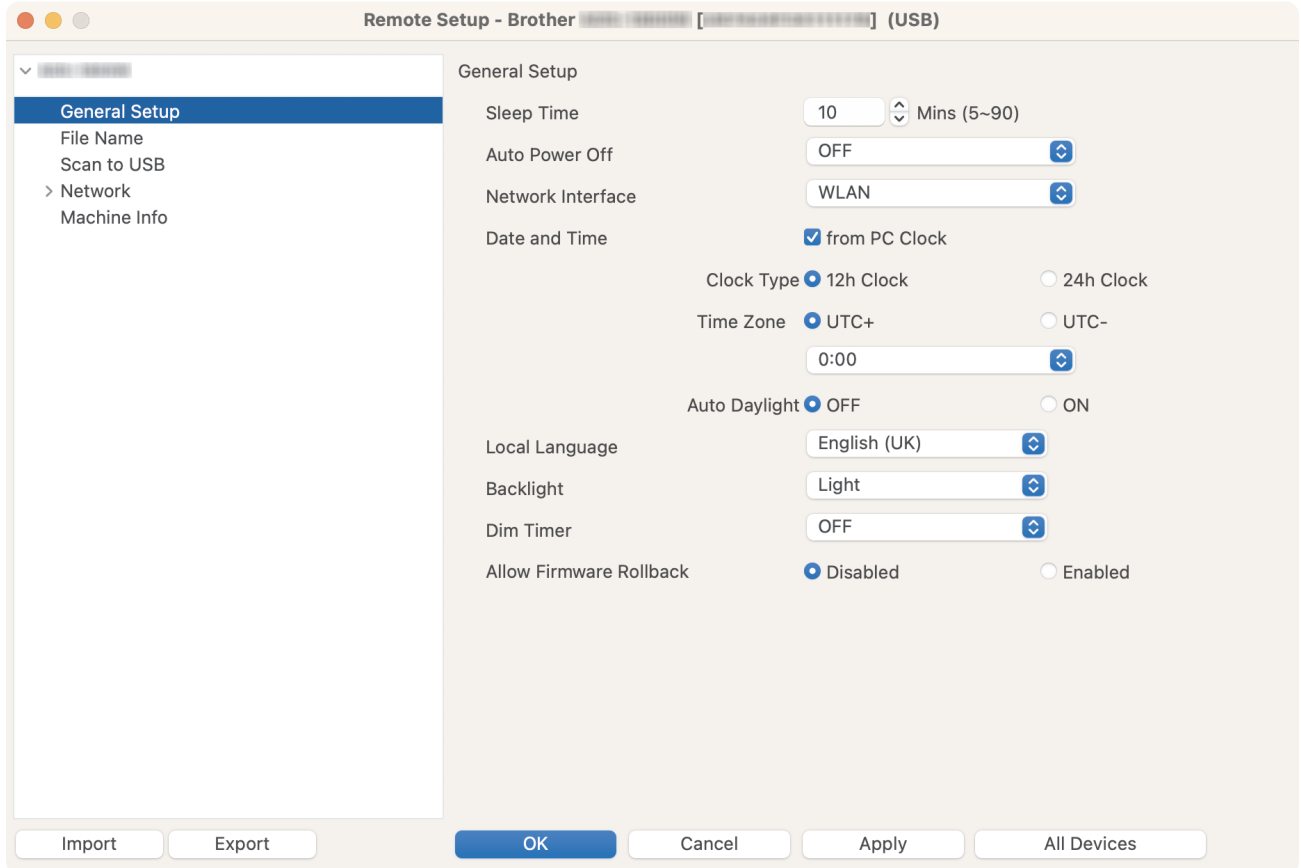 Remote Setup - Brother [ ] (USB)
General Setup
File Name
Scan to USB
Network
Machine Info
General Setup
Sleep Time 10 Mins (5~90)
Auto Power Off OFF
Network Interface WLAN
Date and Time from PC Clock
Clock Type 12h Clock 24h Clock
Time Zone UTC+ UTC-
0:00
Auto Daylight OFF ON
Local Language English (UK)
Backlight Light
Dim Timer OFF
Allow Firmware Rollback Disabled Enabled
Import Export OK Cancel Apply All Devices